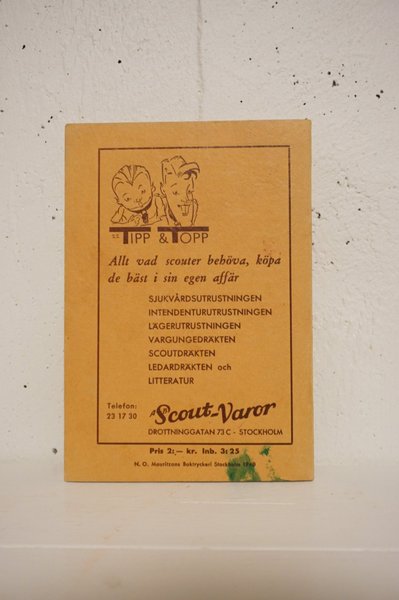 TIPP & TOPP
Allt vad scouter behöva, köpa
de bäst i sin egen affär
SJUKVÅRDSUTRUSTNINGEN
INTENDENTURUTRUSTNINGEN
LÄGERUTRUSTNINGEN
VARGUNGEDRÄKTEN
SCOUTDRÄKTEN
LEDARDRÄKTEN och
LITTERATUR
Telefon:
23 17 30
Scout-Varor
DROTTNINGGATAN 73 C - STOCKHOLM
Pris 2:— kr. Inb. 3:25
N. O. Mauritzons Boktryckeri Stockholm